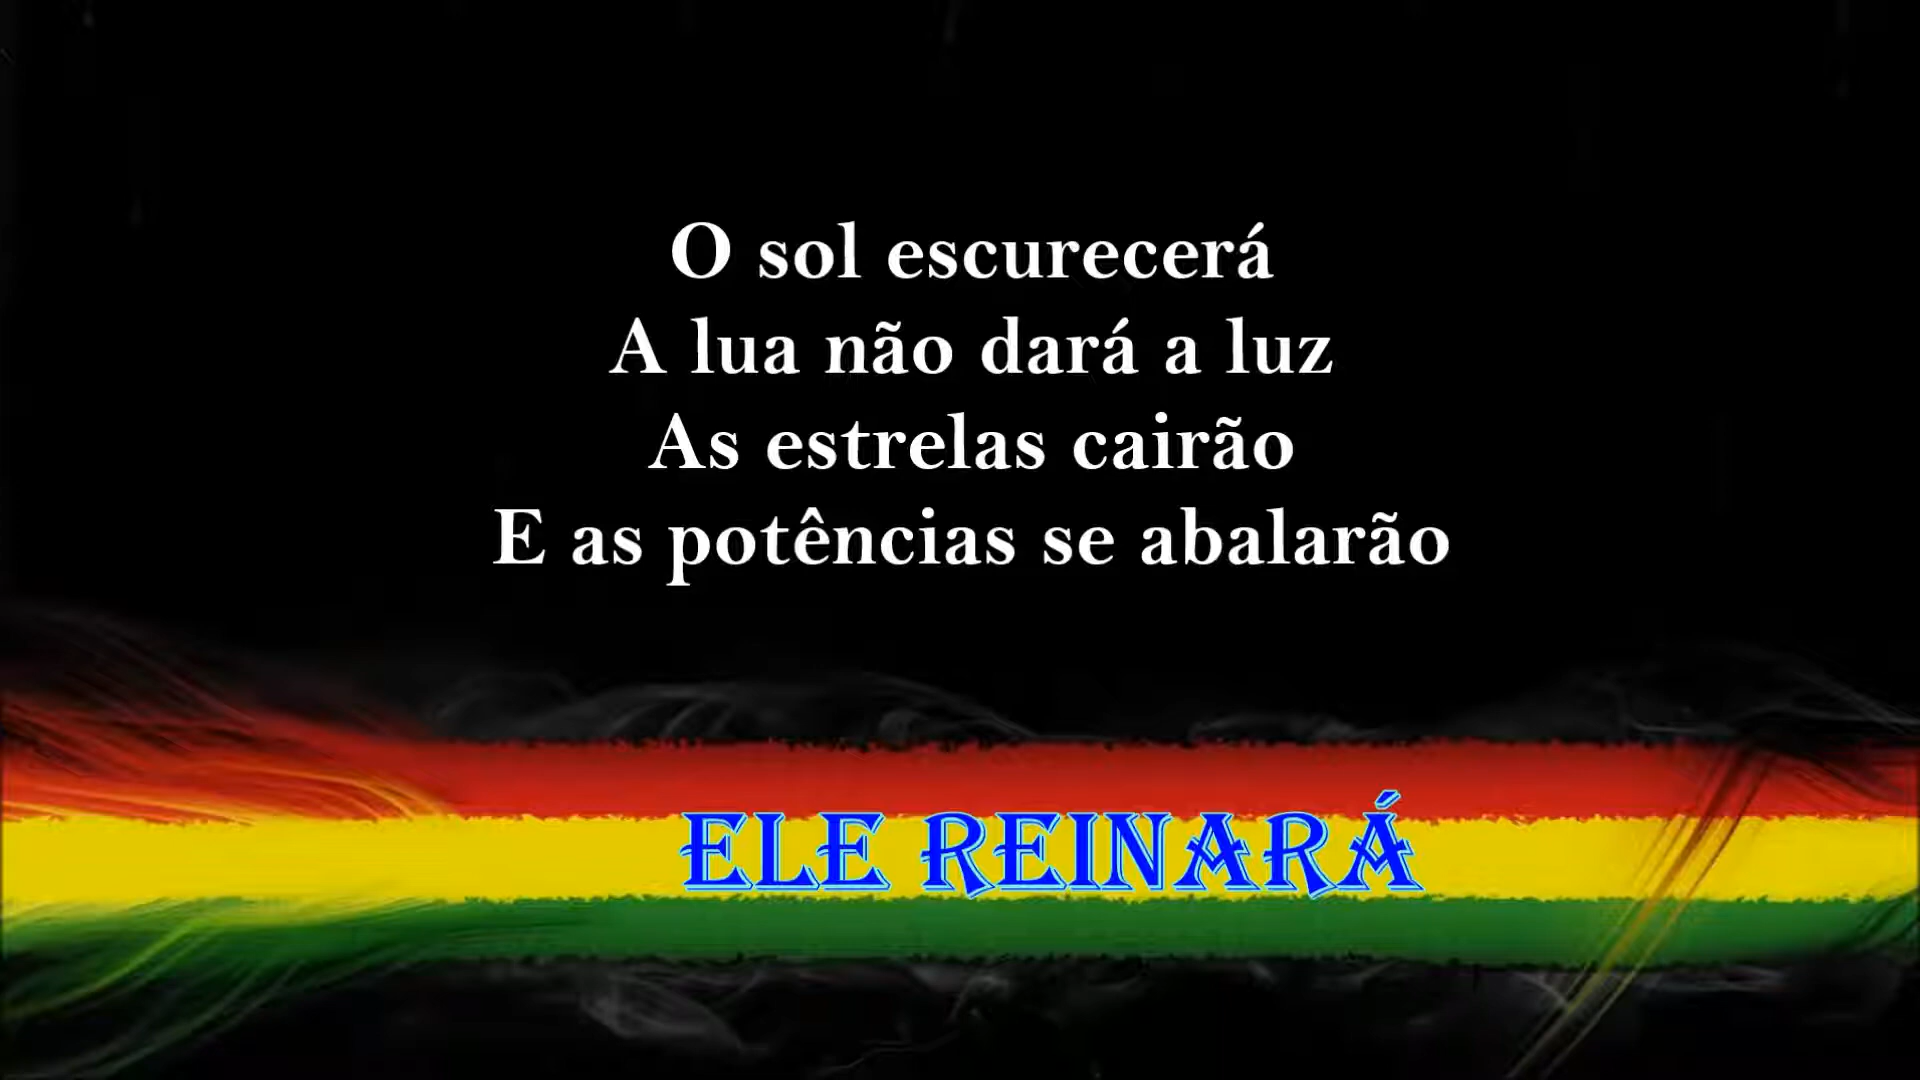 O sol escurecerá
A lua não dará a luz
As estrelas cairão
E as potências se abalarão
ELE REINARÁ